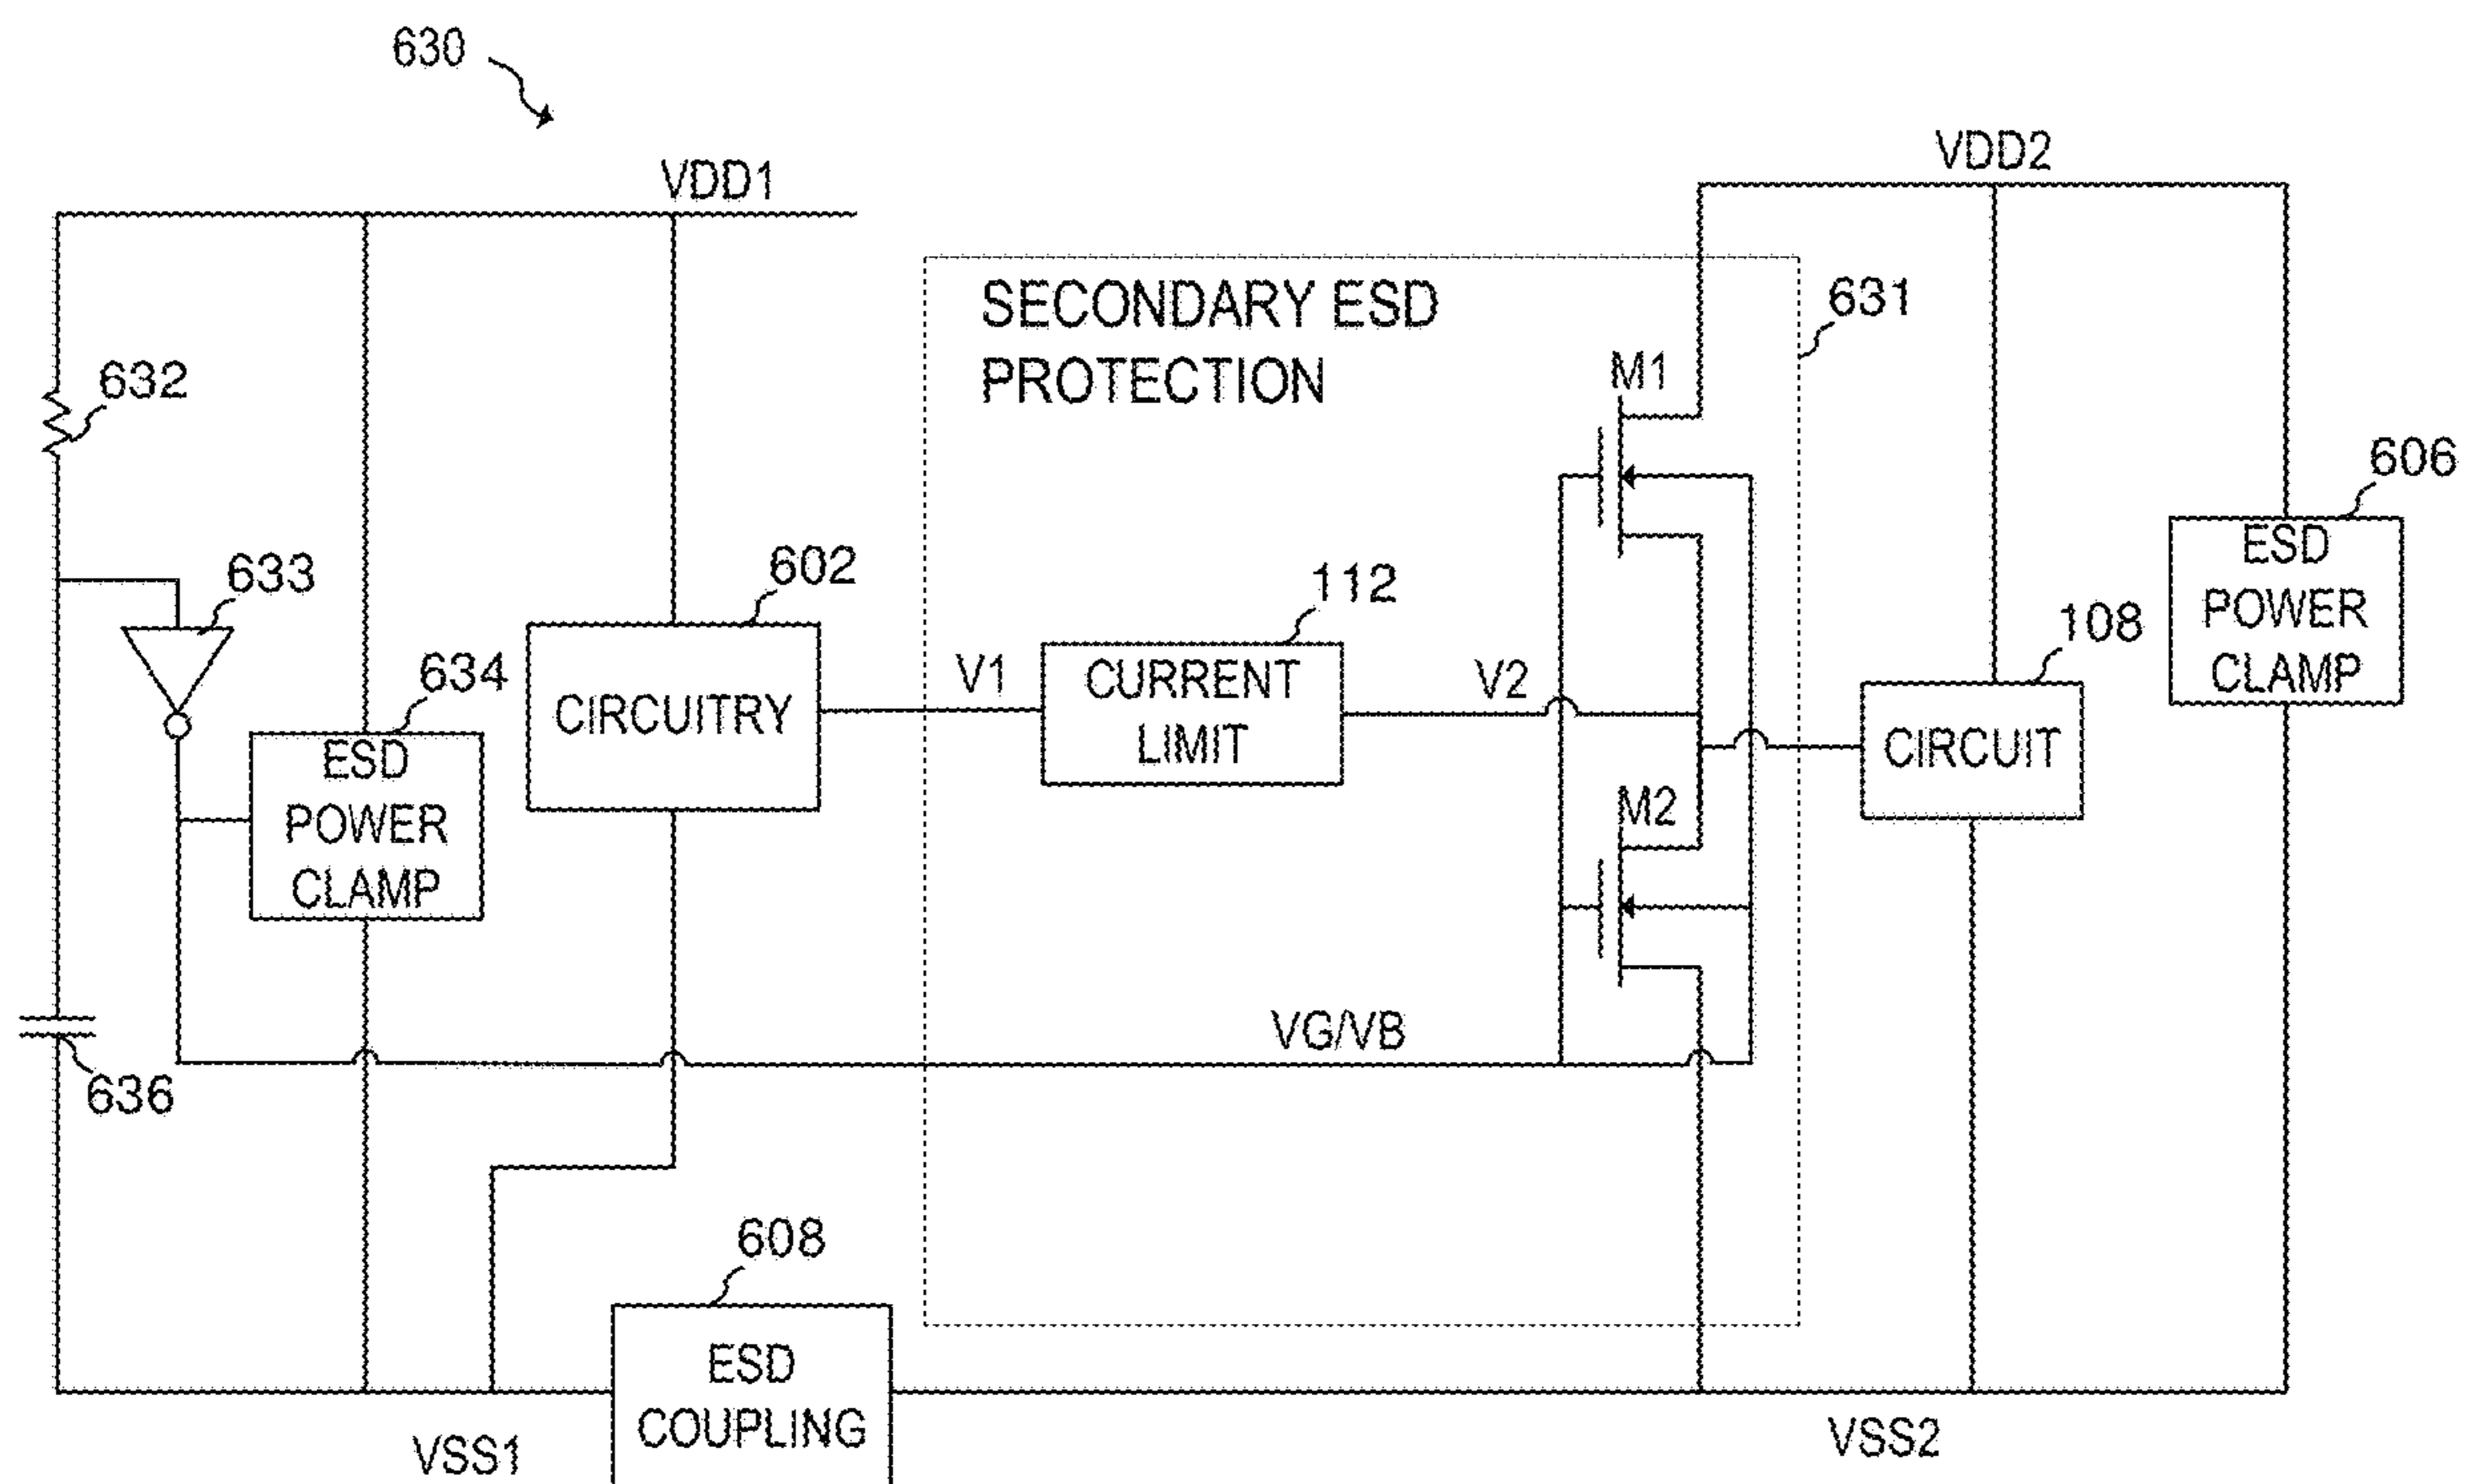 630
VDD1
VDD2
SECONDARY ESD
PROTECTION
631
M1
632
606
ESD
POWER
CLAMP
633
602
112
108
634
V1
CURRENT
LIMIT
V2
CIRCUITRY
CIRCUIT
ESD
POWER
CLAMP
M2
VG/VB
636
608
ESD
COUPLING
VSS1
VSS2